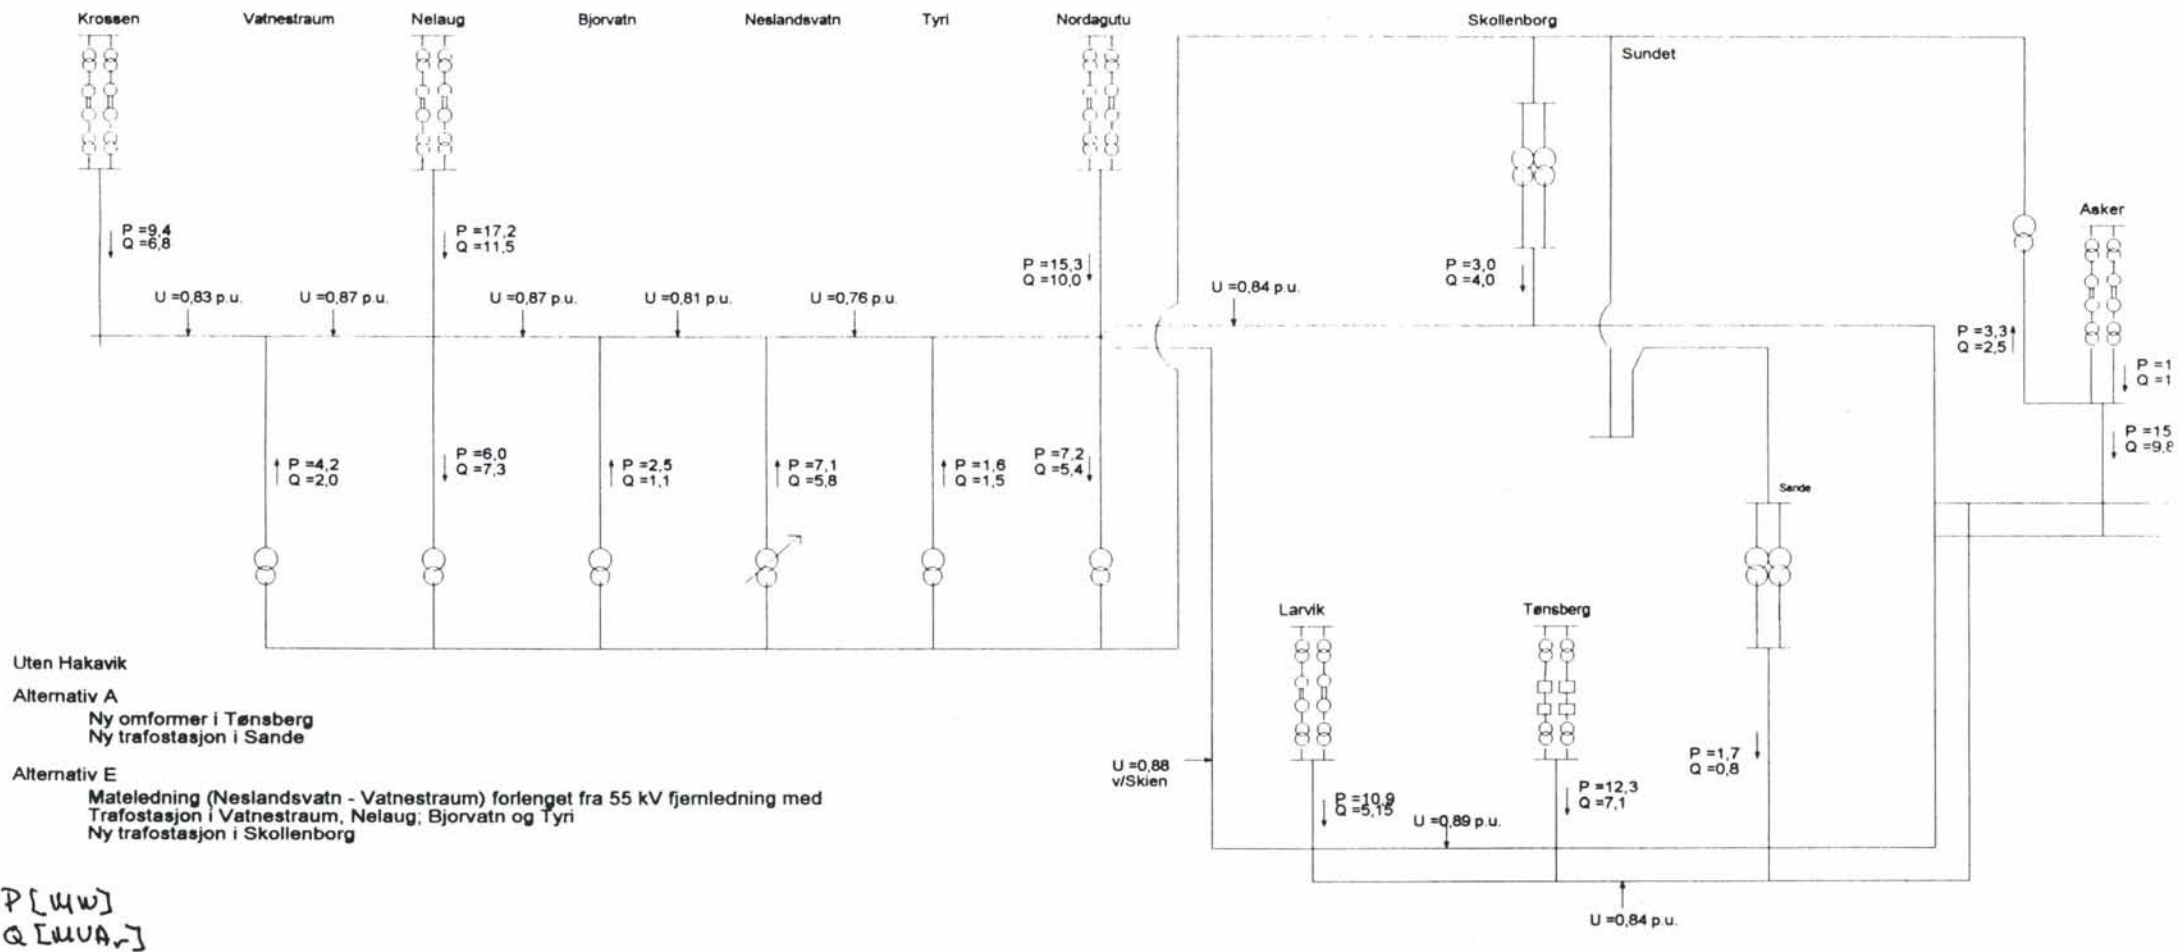 Krossen
Vatnestraum
Nelaug
Bjorvatn
Neslandsvatn
Tyri
Nordagutu
Skollenborg
Sundet
Asker
P =9,4
Q =6,8
P =17,2
Q =11,5
P =15,3
Q =10,0
P =3,0
Q =4,0
U =0,83 p.u.
U =0,87 p.u.
U =0,87 p.u.
U =0,81 p.u.
U =0,76 p.u.
U =0,84 p.u.
P =3,3
Q =2,5
P =1
Q =1
P =15
Q =9,8
P =4,2
Q =2,0
P =6,0
Q =7,3
P =2,5
Q =1,1
P =7,1
Q =5,8
P =1,6
Q =1,5
P =7,2
Q =5,4
Sande
Larvik
Tønsberg
Uten Hakavik
Alternativ A
Ny omformer i Tønsberg
Ny trafostasjon i Sande
Alternativ E
Mateledning (Neslandsvatn - Vatnestraum) forlenget fra 55 kV fjernledning med
Trafostasjon i Vatnestraum, Nelaug; Bjorvatn og Tyri
Ny trafostasjon i Skollenborg
U =0,88
v/Skien
P =10,9
Q =5,15
P =12,3
Q =7,1
P =1,7
Q =0,8
U =0,89 p.u.
U =0,84 p.u.
P [MW]
Q [MVAr]